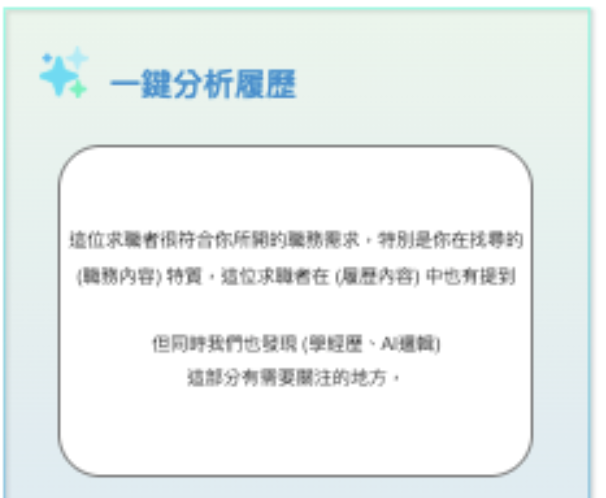 一鍵分析履歷
這位求職者很符合你所開的職務需求，特別是你在找尋的
(職務內容) 特質，這位求職者在 (履歷內容) 中也有提到
但同時我們也發現 (學經歷、AI邏輯)
這部分有需要關注的地方。